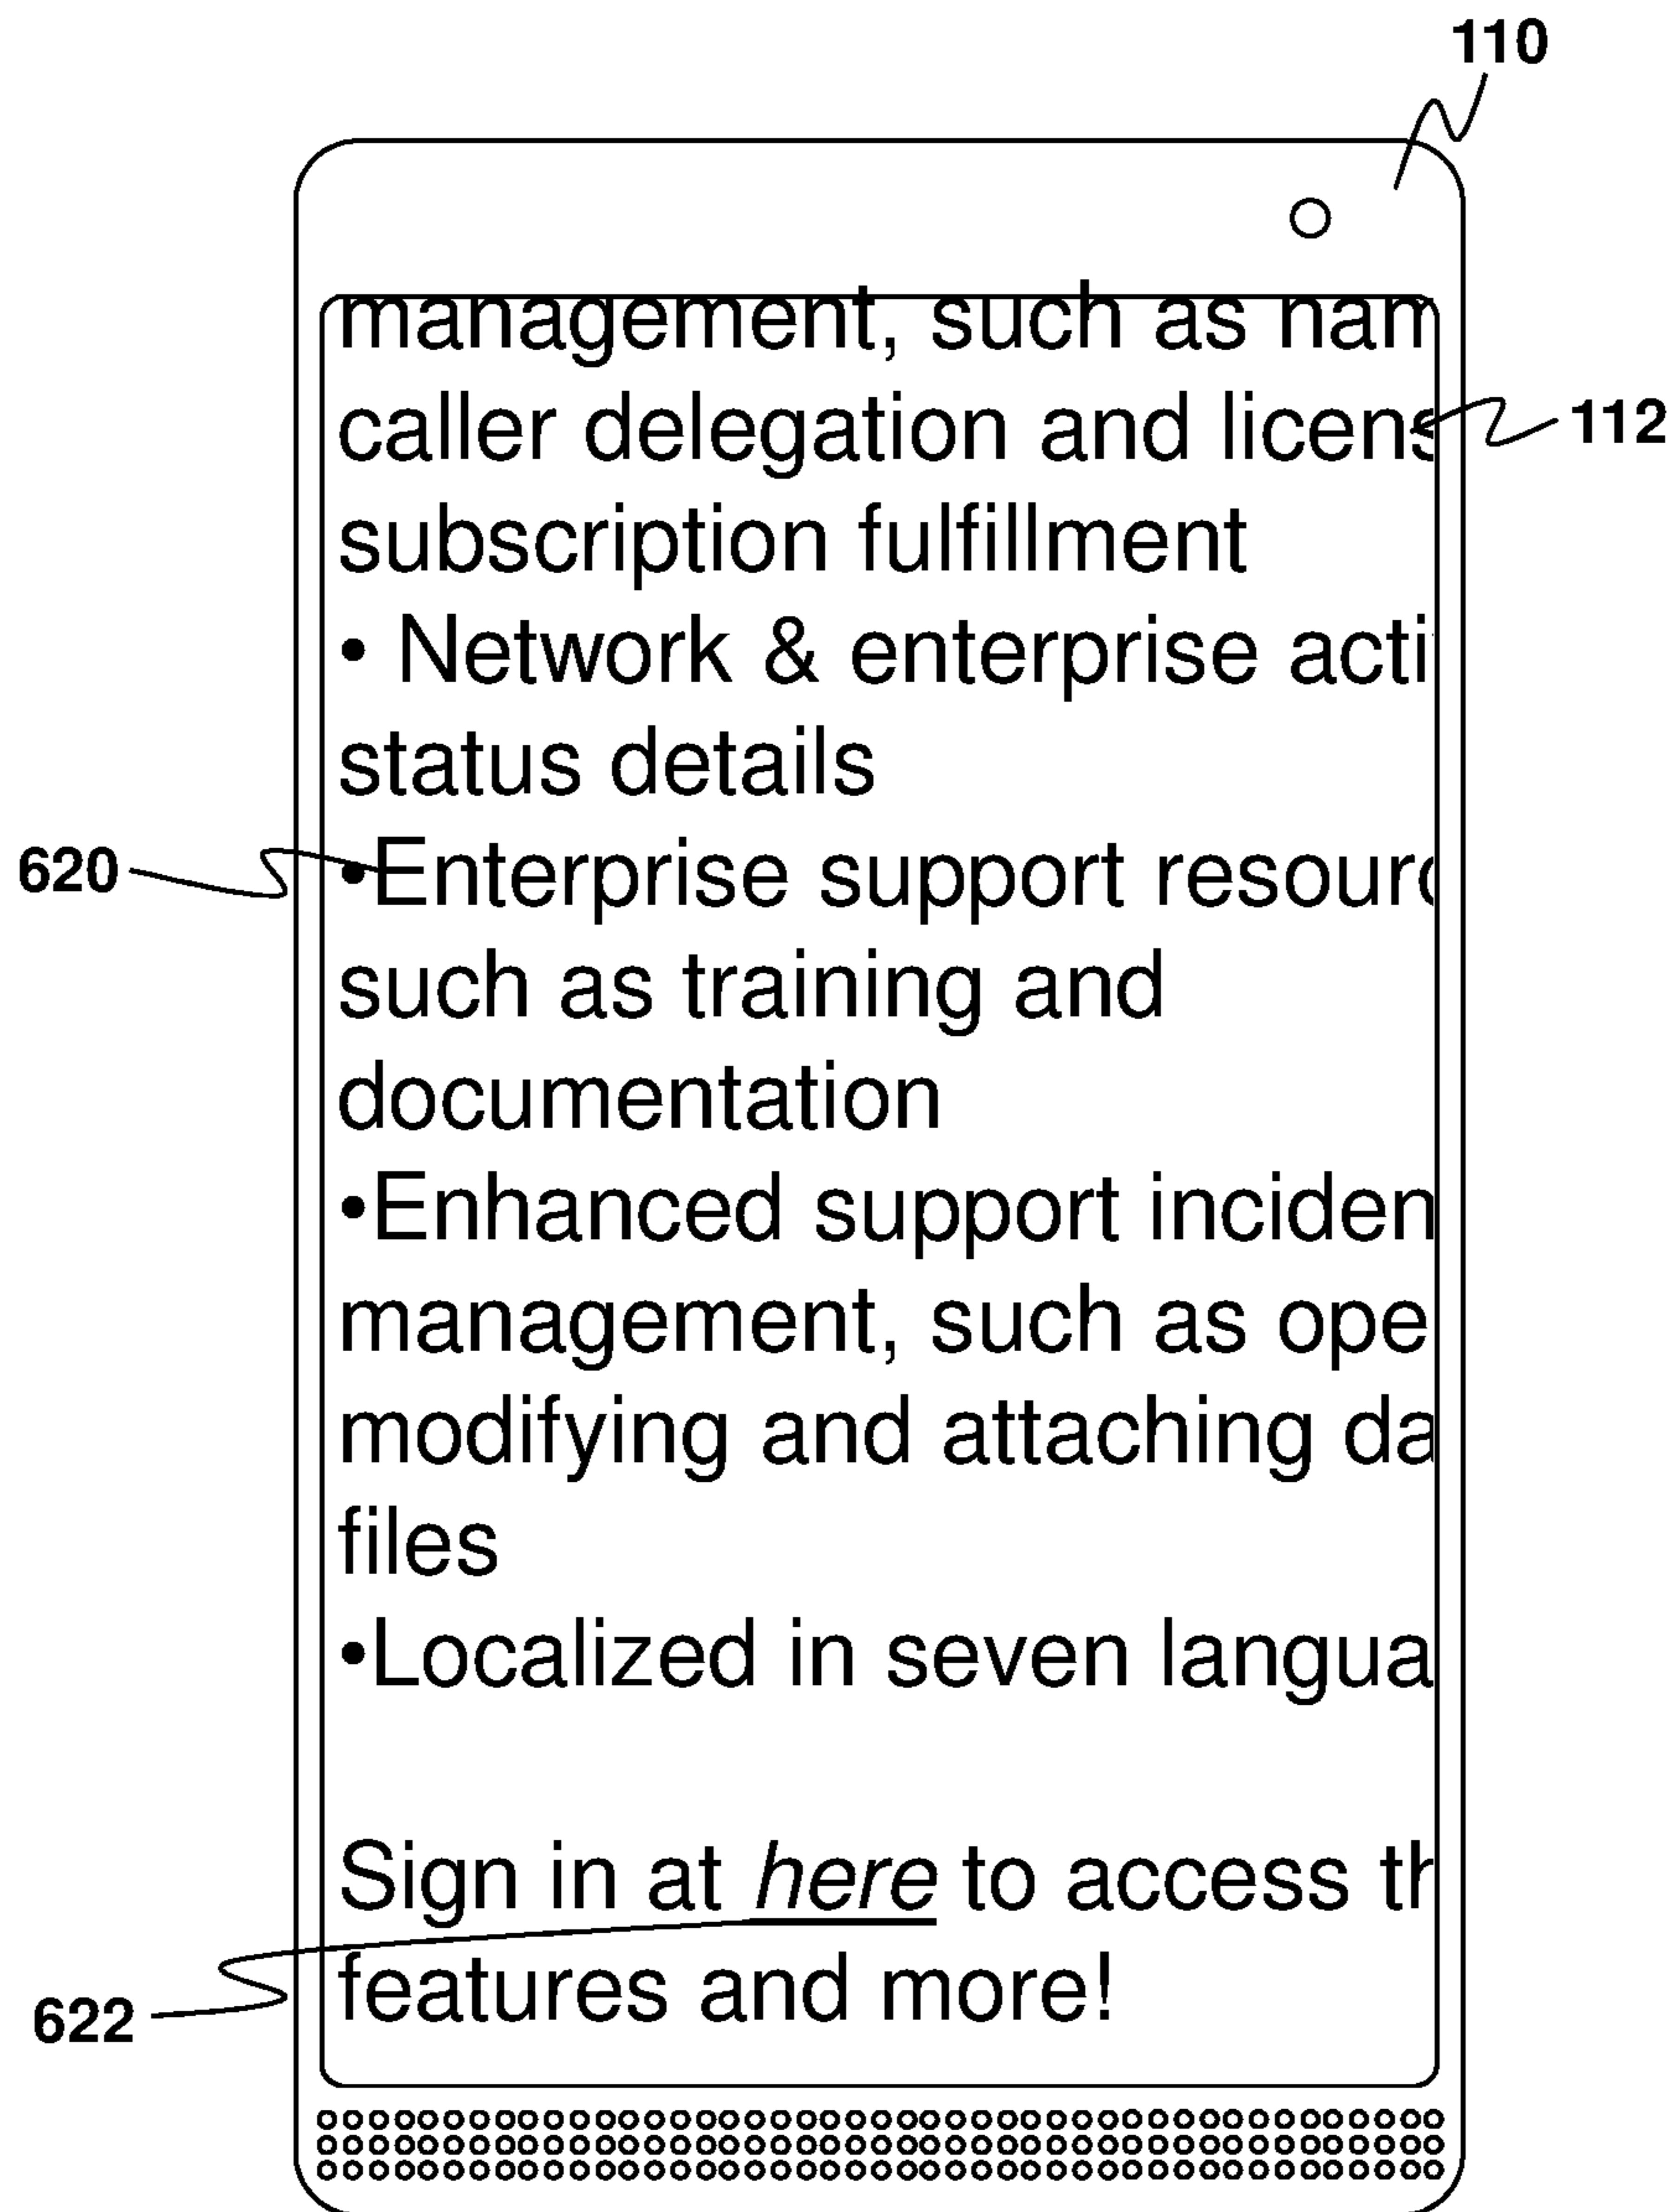 110
management, such as nam
caller delegation and licens
112
subscription fulfillment
• Network & enterprise acti
status details
620
•Enterprise support resourc
such as training and
documentation
•Enhanced support inciden
management, such as ope
modifying and attaching da
files
•Localized in seven langua
Sign in at here to access th
features and more!
622